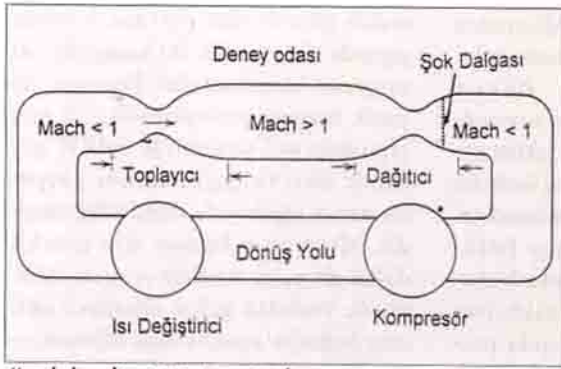 Deney odası
Şok Dalgası
Mach < 1
Mach > 1
Mach < 1
Toplayıcı
Dağıtıcı
Dönüş Yolu
Isı Değiştirici
Kompresör